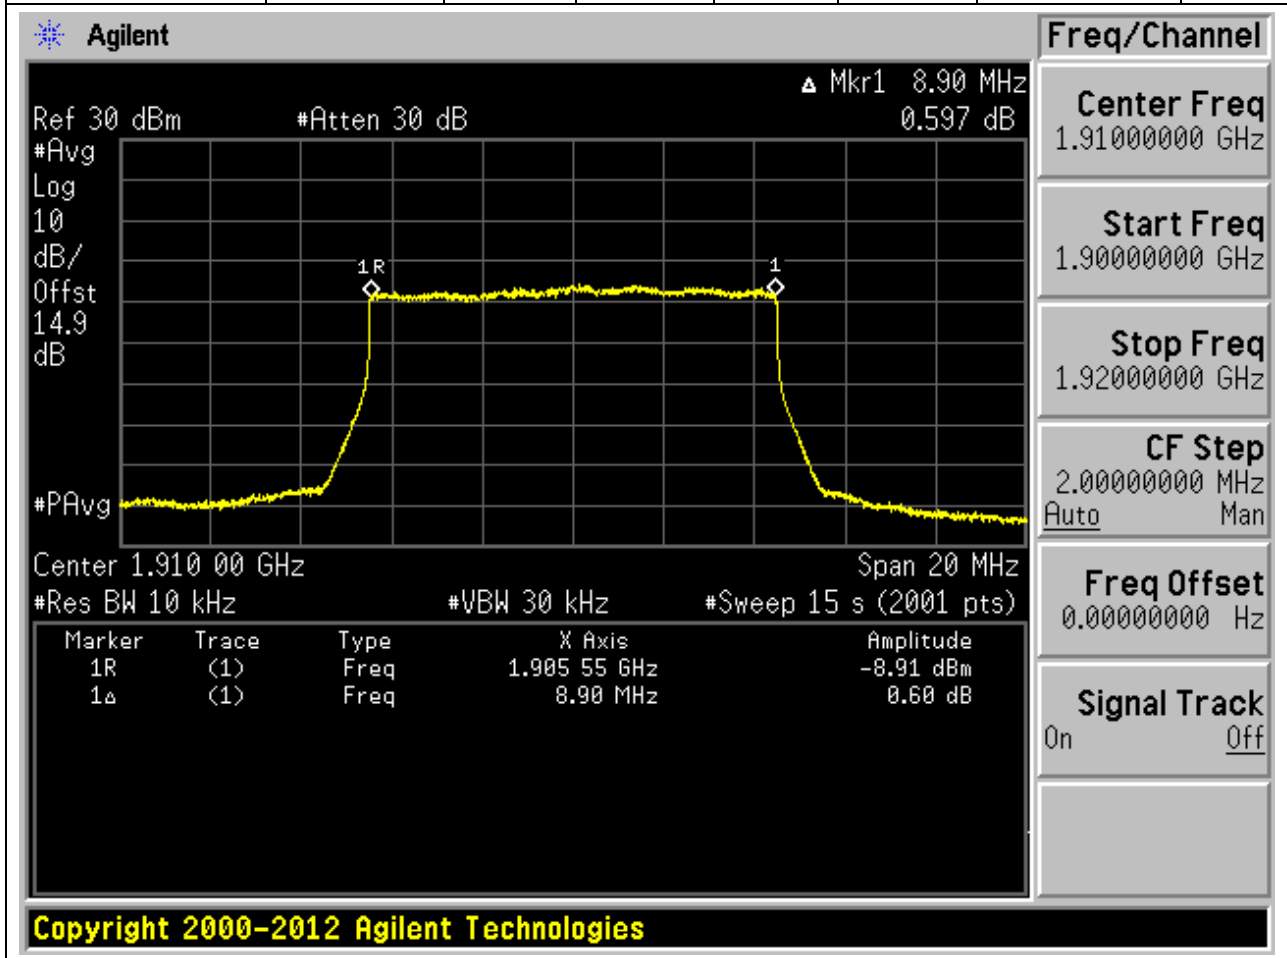 Agilent
Freq/Channel
▵ Mkr1 8.90 MHz
Ref 30 dBm #Atten 30 dB 0.597 dB
#Avg
Log
10
dB/
Offst
14.9
dB
1R
1
#PAvg
Center 1.910 00 GHz Span 20 MHz
#Res BW 10 kHz #VBW 30 kHz #Sweep 15 s (2001 pts)
Marker Trace Type X Axis Amplitude
1R (1) Freq 1.905 55 GHz -8.91 dBm
1▵ (1) Freq 8.90 MHz 0.60 dB
Center Freq
1.91000000 GHz
Start Freq
1.90000000 GHz
Stop Freq
1.92000000 GHz
CF Step
2.00000000 MHz
Auto Man
Freq Offset
0.00000000 Hz
Signal Track
On Off
Copyright 2000-2012 Agilent Technologies